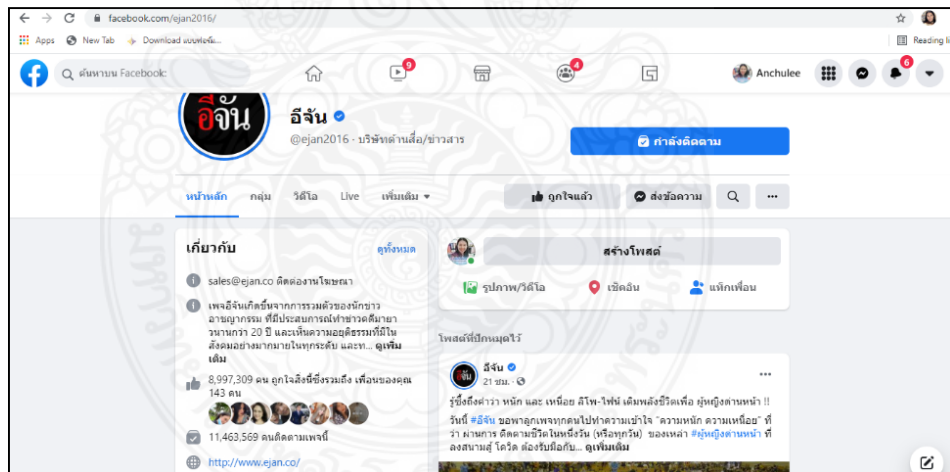 facebook.com/ejan2016/
Apps New Tab Download แบบฟอร์ม... Reading li
ค้นหาบน Facebook 9 4 Anchulee 6
อีจัน
อีจัน
@ejan2016 · บริษัทด้านสื่อ/ข่าวสาร
กำลังติดตาม
หน้าหลัก กลุ่ม วิดีโอ Live เพิ่มเติม ถูกใจแล้ว ส่งข้อความ
เกี่ยวกับ ดูทั้งหมด
sales@ejan.co ติดต่องานโฆษณา
เพจอีจันเกิดขึ้นจากการรวมตัวของนักข่าว
อาชญากรรม ที่มีประสบการณ์ทำข่าวคดีมายา
วนานกว่า 20 ปี และเห็นความอยุติธรรมที่มีใน
สังคมอย่างมากมายในทุกระดับ และท... ดูเพิ่ม
เติม
8,997,309 คน ถูกใจสิ่งนี้ซึ่งรวมถึง เพื่อนของคุณ
143 คน
11,463,569 คนติดตามเพจนี้
http://www.ejan.co/
สร้างโพสต์
รูปภาพ/วิดีโอ เช็คอิน แท็กเพื่อน
โพสต์ที่ปักหมุดไว้
อีจัน
อีจัน
21 ชม.
รู้ซึ้งถึงคำว่า หนัก และ เหนื่อย ลีโพ-ไฟน์ เติมพลังชีวิตเพื่อ ผู้หญิงด่านหน้า !!
วันนี้ #อีจัน ขอพาลูกเพจทุกคนไปทำความเข้าใจ "ความหนัก ความเหนื่อย" ที่
ว่า ผ่านการ ติดตามชีวิตในหนึ่งวัน (หรือทุกวัน) ของเหล่า #ผู้หญิงด่านหน้า ที่
ลงสนามสู้ โควิด ต้องรับมือกับ... ดูเพิ่มเติม